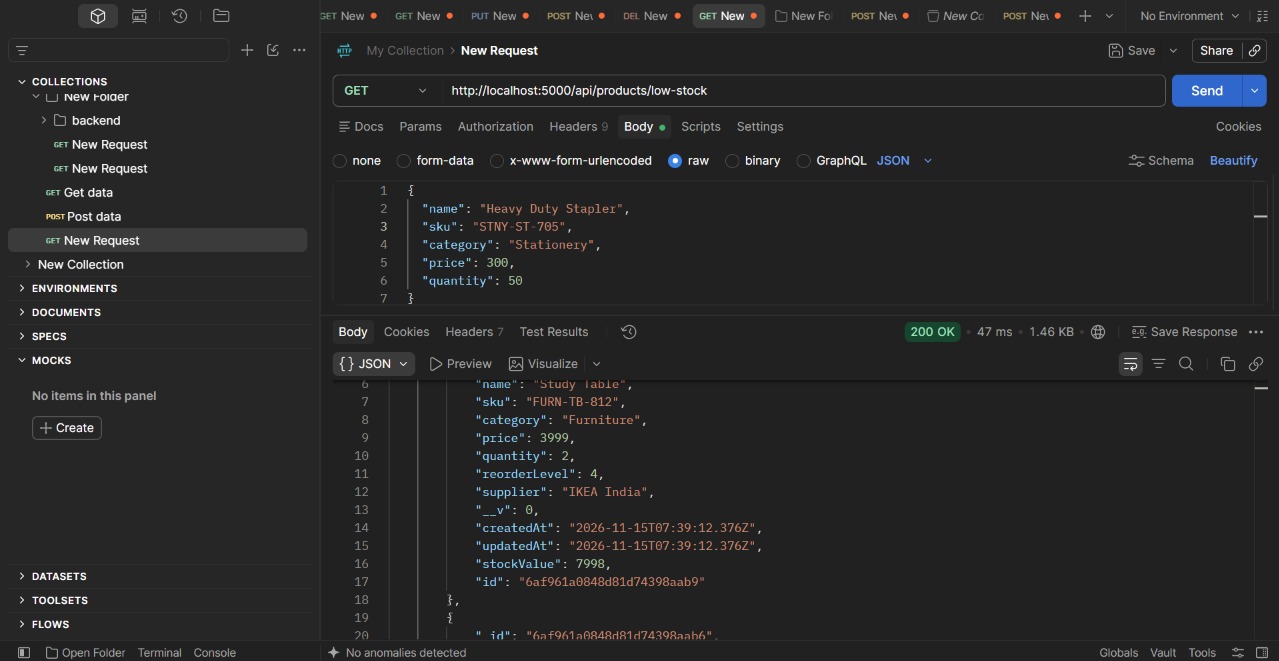 GET New GET New PUT New POST Nev DEL New GET New New Fo POST Nev New Co POST Nev No Environment
My Collection > New Request Save Share
COLLECTIONS
New Folder
backend
GET New Request
GET New Request
GET Get data
POST Post data
GET New Request
New Collection
ENVIRONMENTS
DOCUMENTS
SPECS
MOCKS
No items in this panel
Create
DATASETS
TOOLSETS
FLOWS
GET http://localhost:5000/api/products/low-stock Send
Docs Params Authorization Headers 9 Body Scripts Settings Cookies
none form-data x-www-form-urlencoded raw binary GraphQL JSON Schema Beautify
1 {
2 "name": "Heavy Duty Stapler",
3 "sku": "STNY-ST-705",
4 "category": "Stationery",
5 "price": 300,
6 "quantity": 50
7 }
Body Cookies Headers 7 Test Results 200 OK • 47 ms • 1.46 KB • e.g. Save Response
{} JSON Preview Visualize
6 "name": "Study Table",
7 "sku": "FURN-TB-812",
8 "category": "Furniture",
9 "price": 3999,
10 "quantity": 2,
11 "reorderLevel": 4,
12 "supplier": "IKEA India",
13 "__v": 0,
14 "createdAt": "2026-11-15T07:39:12.376Z",
15 "updatedAt": "2026-11-15T07:39:12.376Z",
16 "stockValue": 7998,
17 "id": "6af961a0848d81d74398aab9"
18 },
19 {
20 "_id": "6af961a0848d81d74398aab6",
Open Folder Terminal Console No anomalies detected Globals Vault Tools
HTTP